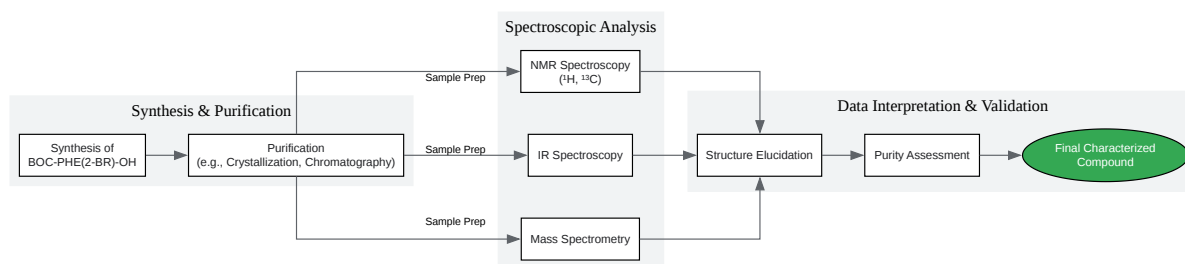 Synthesis & Purification
Synthesis of
BOC-PHE(2-BR)-OH
Purification
(e.g., Crystallization, Chromatography)
Sample Prep
Sample Prep
Sample Prep
Spectroscopic Analysis
NMR Spectroscopy
(¹H, ¹³C)
IR Spectroscopy
Mass Spectrometry
Data Interpretation & Validation
Structure Elucidation
Purity Assessment
Final Characterized
Compound